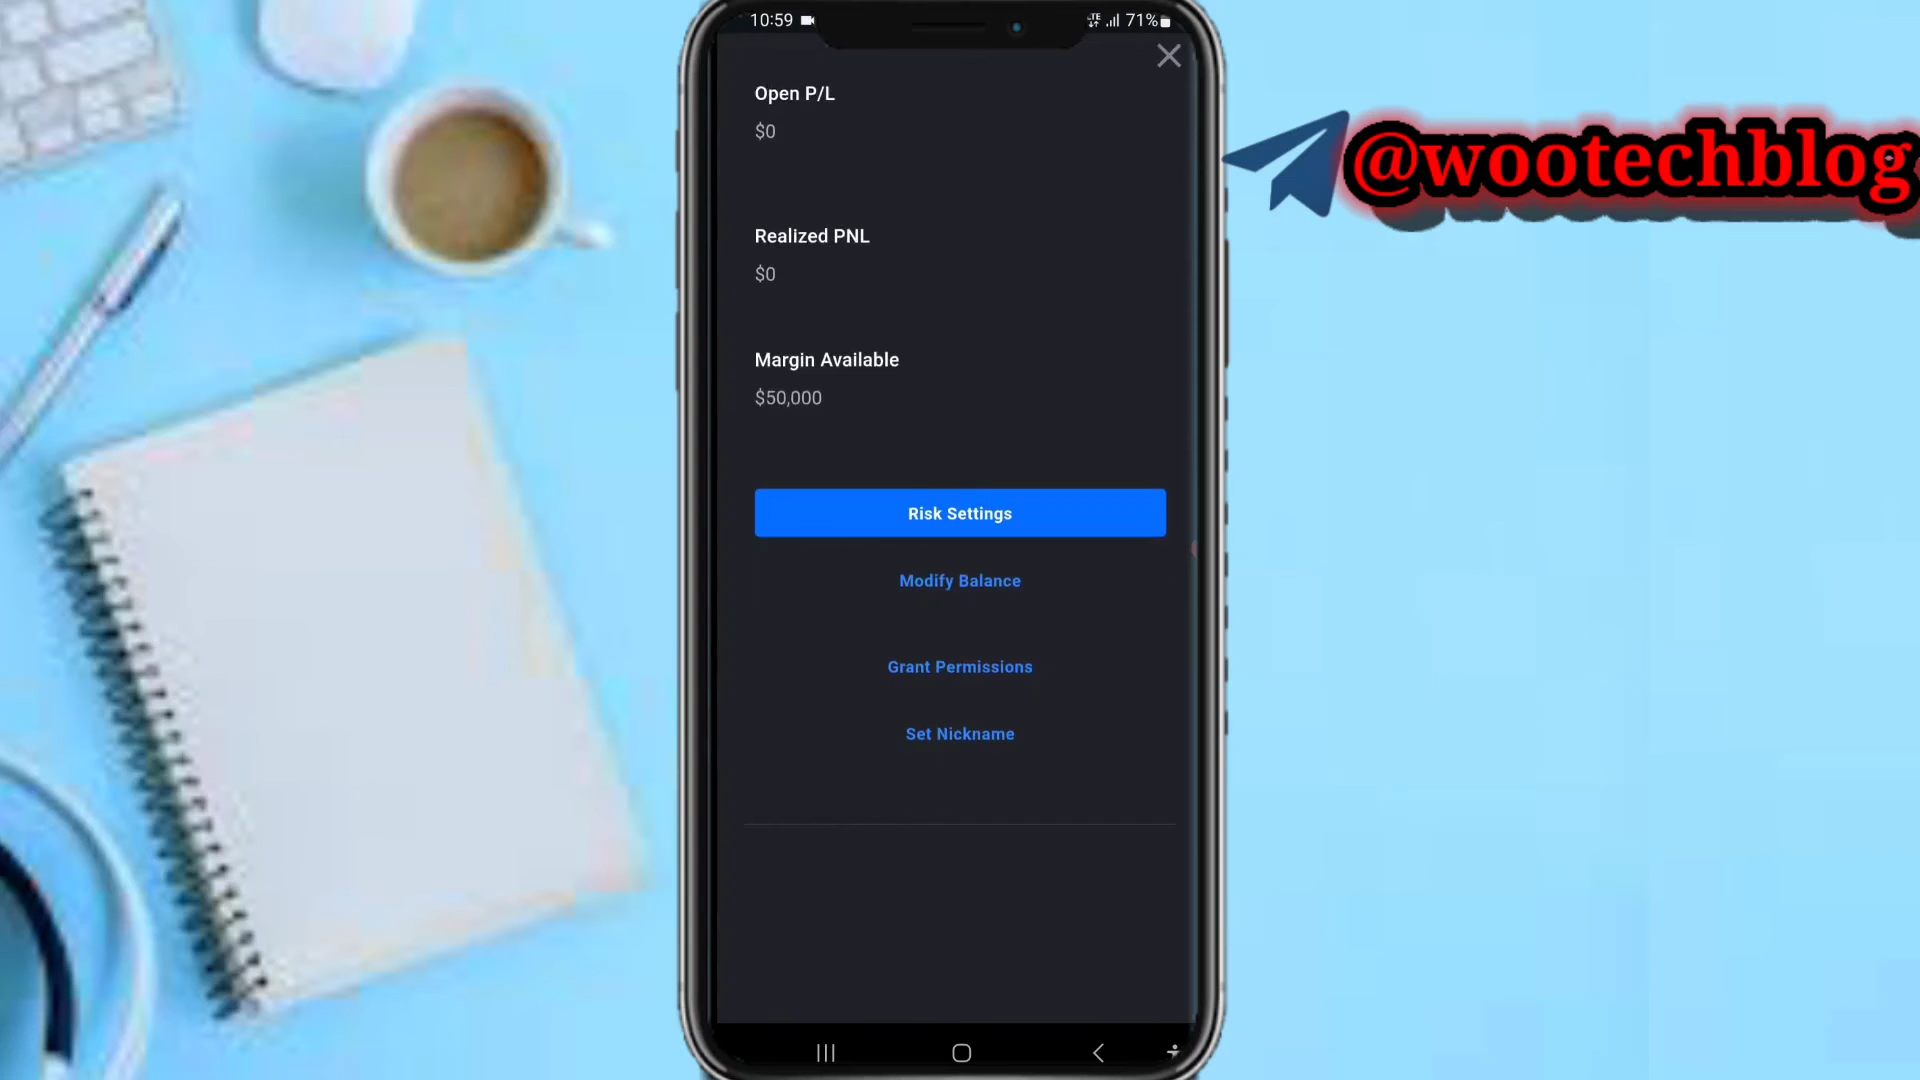 10:59 LTE 71%
@wootechblog
Open P/L
$0
Realized PNL
$0
Margin Available
$50,000
Risk Settings
Modify Balance
Grant Permissions
Set Nickname